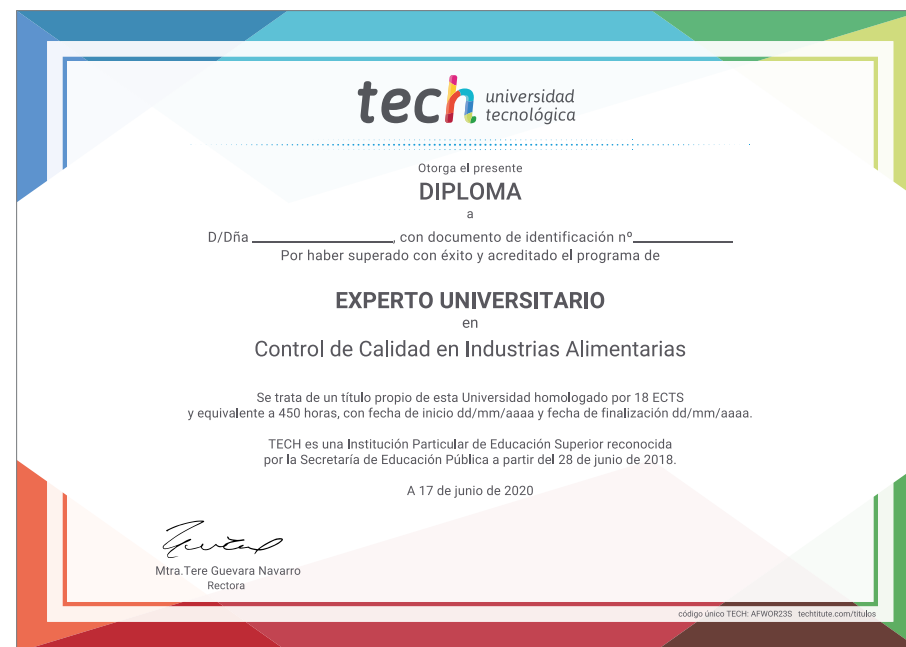 tech universidad
tecnológica
Otorga el presente
DIPLOMA
a
D/Dña ____________________, con documento de identificación nº______________
Por haber superado con éxito y acreditado el programa de
EXPERTO UNIVERSITARIO
en
Control de Calidad en Industrias Alimentarias
Se trata de un título propio de esta Universidad homologado por 18 ECTS
y equivalente a 450 horas, con fecha de inicio dd/mm/aaaa y fecha de finalización dd/mm/aaaa.
TECH es una Institución Particular de Educación Superior reconocida
por la Secretaría de Educación Pública a partir del 28 de junio de 2018.
A 17 de junio de 2020
Mtra.Tere Guevara Navarro
Rectora
código único TECH: AFWOR23S techtitute.com/titulos